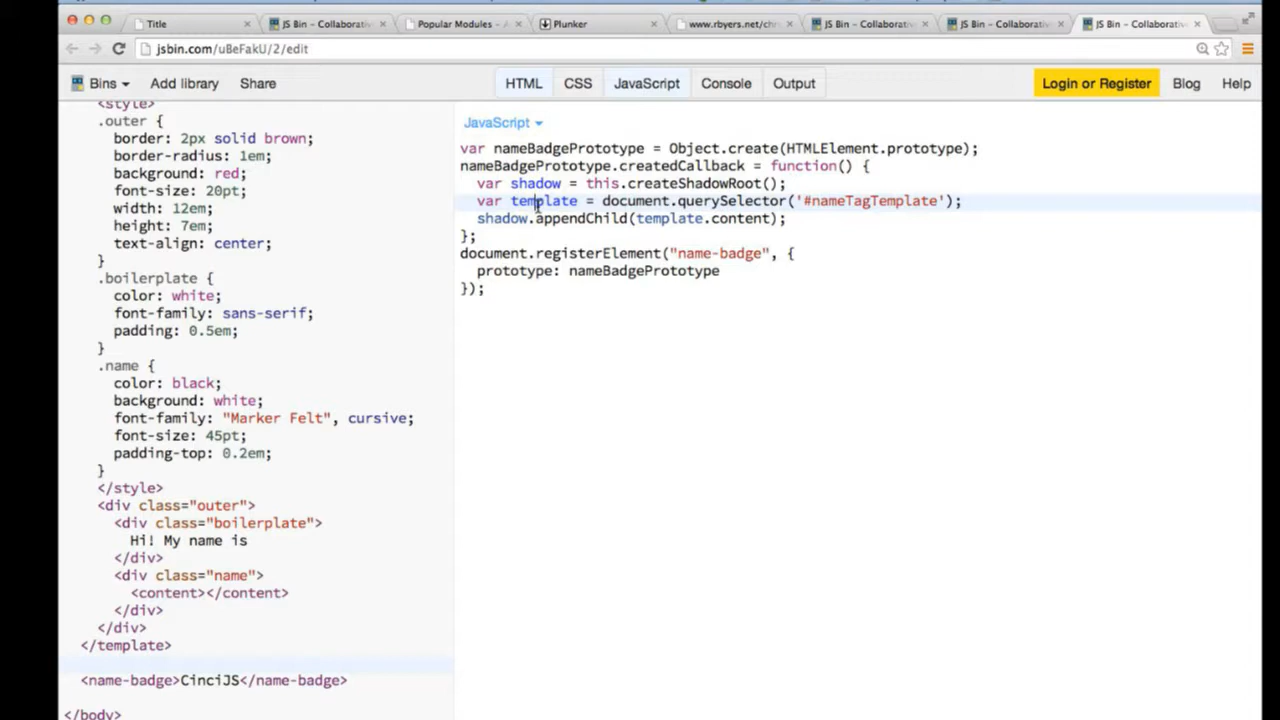 Title
JS Bin - Collaborativ
Popular Modules - A
Plunker
www.rbyers.net/chr
JS Bin - Collaborativ
JS Bin - Collaborativ
JS Bin - Collaborativ
jsbin.com/uBeFakU/2/edit
Bins Add library Share HTML CSS JavaScript Console Output Login or Register Blog Help
<style>
.outer {
border: 2px solid brown;
border-radius: 1em;
background: red;
font-size: 20pt;
width: 12em;
height: 7em;
text-align: center;
}
.boilerplate {
color: white;
font-family: sans-serif;
padding: 0.5em;
}
.name {
color: black;
background: white;
font-family: "Marker Felt", cursive;
font-size: 45pt;
padding-top: 0.2em;
}
</style>
<div class="outer">
<div class="boilerplate">
Hi! My name is
</div>
<div class="name">
<content></content>
</div>
</div>
</template>
<name-badge>CinciJS</name-badge>
</body>
JavaScript
var nameBadgePrototype = Object.create(HTMLElement.prototype);
nameBadgePrototype.createdCallback = function() {
var shadow = this.createShadowRoot();
var template = document.querySelector('#nameTagTemplate');
shadow.appendChild(template.content);
};
document.registerElement("name-badge", {
prototype: nameBadgePrototype
});